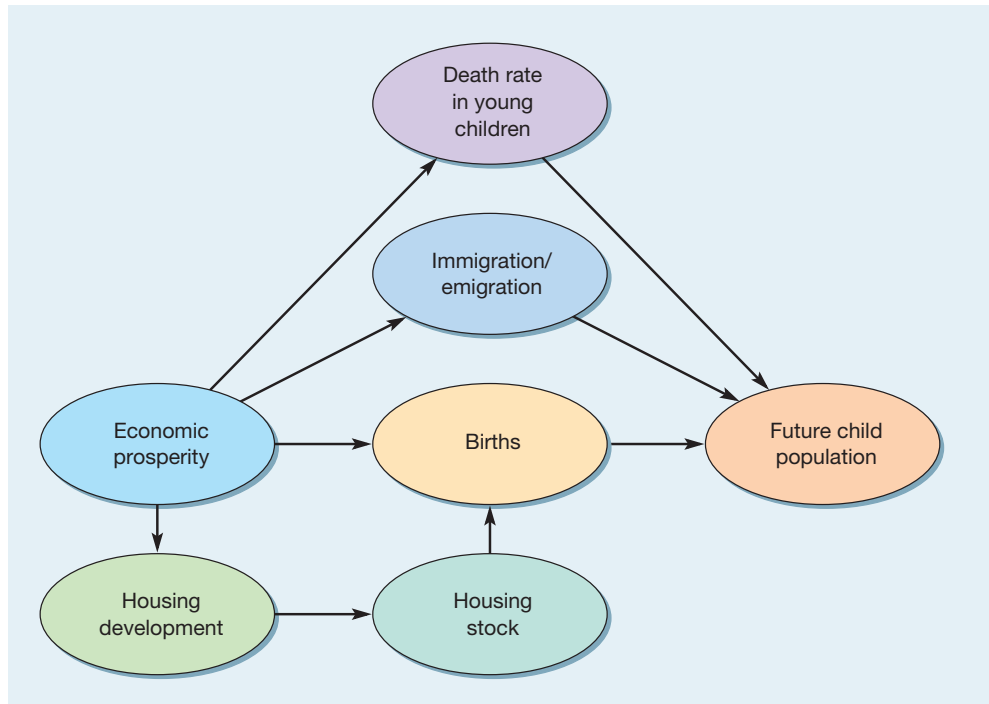 Death rate
in young
children
Immigration/
emigration
Economic
prosperity
Births
Future child
population
Housing
development
Housing
stock